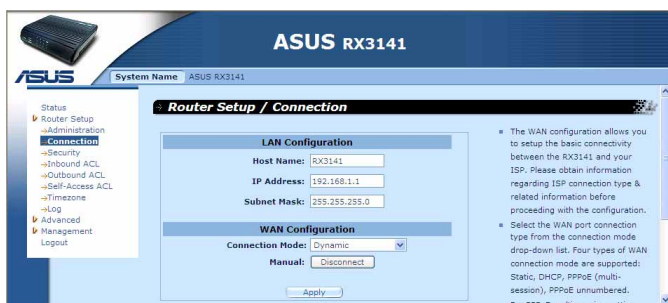 ASUS RX3141
ASUS
System Name ASUS RX3141
Status
Router Setup
Administration
Connection
Security
Inbound ACL
Outbound ACL
Self-Access ACL
Timezone
Log
Advanced
Management
Logout
Router Setup / Connection
LAN Configuration
Host Name: RX3141
IP Address: 192.168.1.1
Subnet Mask: 255.255.255.0
WAN Configuration
Connection Mode: Dynamic
Manual: Disconnect
Apply
The WAN configuration allows you
to setup the basic connectivity
between the RX3141 and your
ISP. Please obtain information
regarding ISP connection type &
related information before
proceeding with the configuration.
Select the WAN port connection
type from the connection mode
drop-down list. Four types of WAN
connection mode are supported:
Static, DHCP, PPPoE (multi-
session), PPPoE unnumbered.